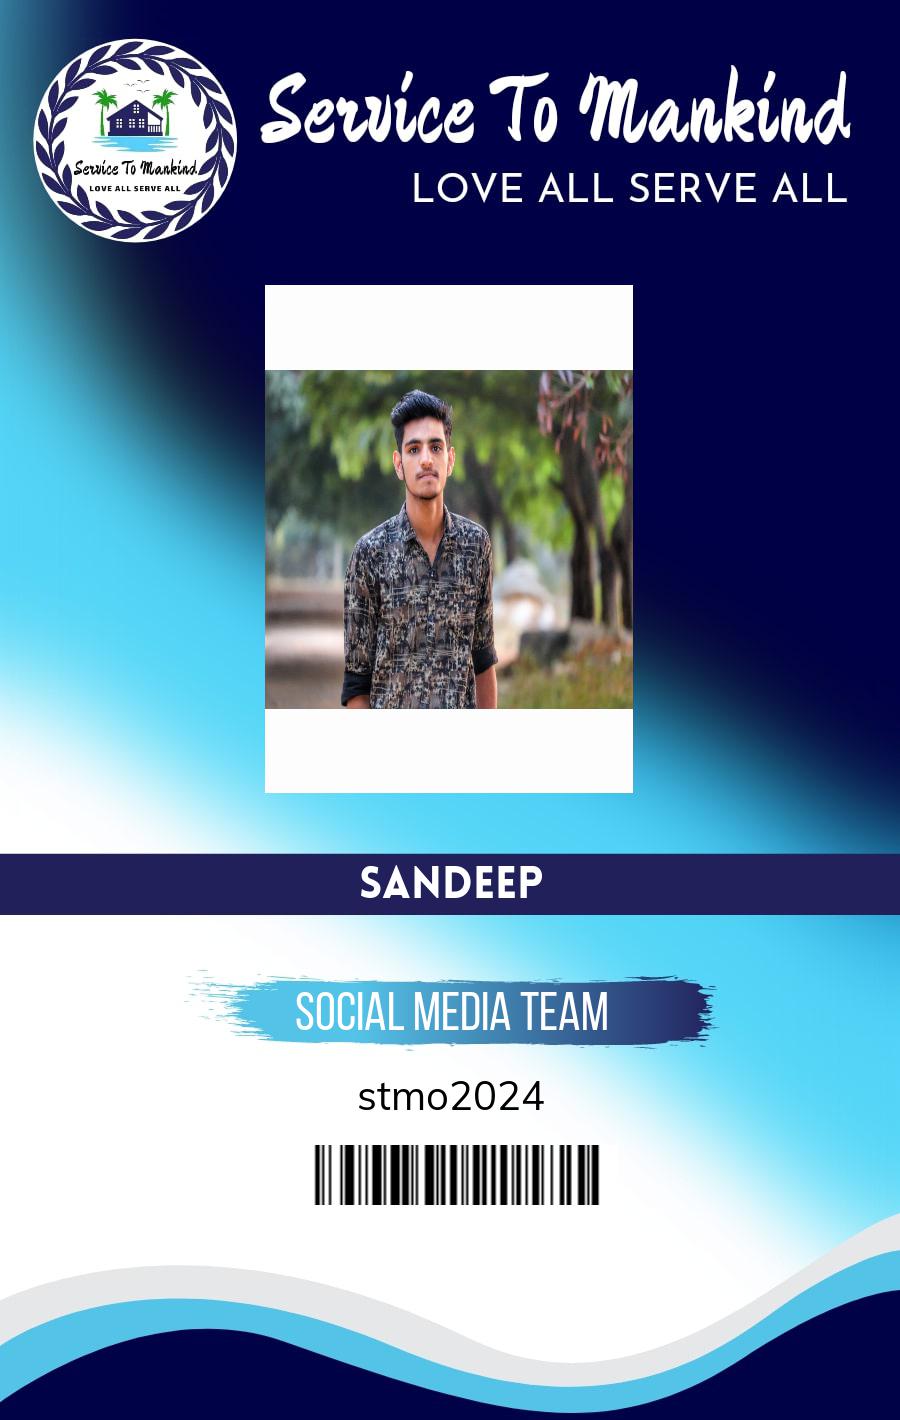 Service To Mankind
LOVE ALL SERVE ALL
Service To Mankind
LOVE ALL SERVE ALL
SANDEEP
SOCIAL MEDIA TEAM
stmo2024